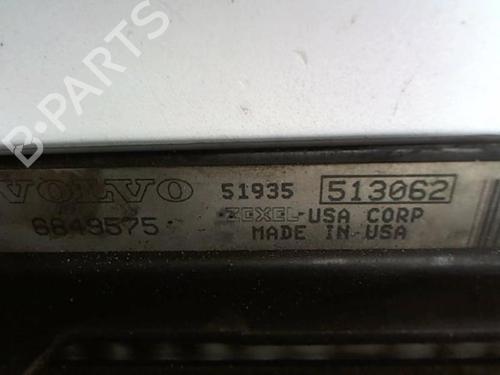 VOLVO 51935 513062
6849575 ZEXEL-USA CORP
MADE IN USA
B-PARTS